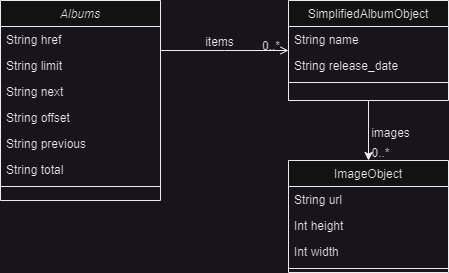 Albums
String href
String limit
String next
String offset
String previous
String total
items
0..*
SimplifiedAlbumObject
String name
String release_date
images
0..*
ImageObject
String url
Int height
Int width